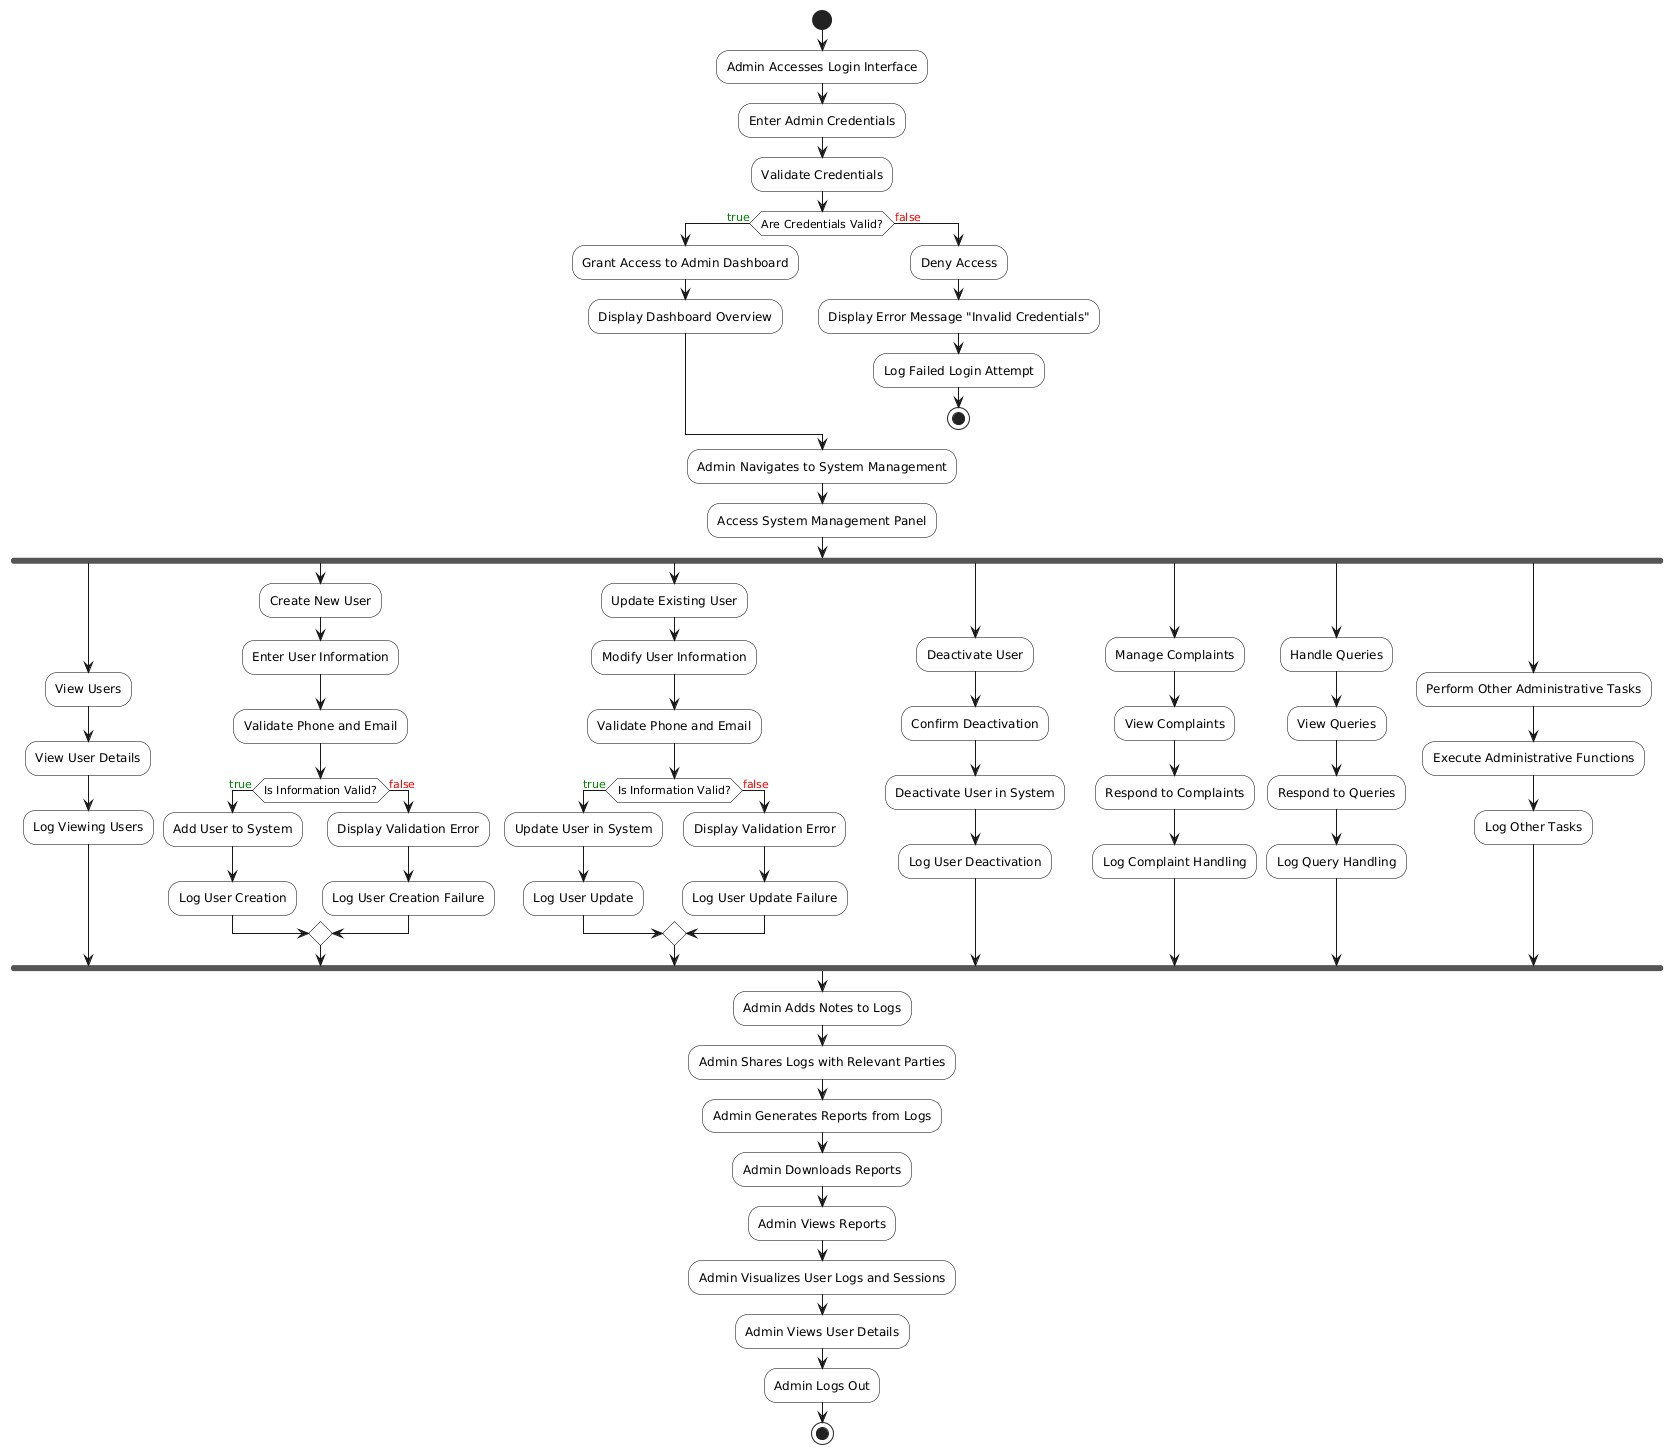 Admin Accesses Login Interface
Enter Admin Credentials
Validate Credentials
true
Are Credentials Valid?
false
Grant Access to Admin Dashboard
Display Dashboard Overview
Deny Access
Display Error Message "Invalid Credentials"
Log Failed Login Attempt
Admin Navigates to System Management
Access System Management Panel
View Users
View User Details
Log Viewing Users
Create New User
Enter User Information
Validate Phone and Email
true
Is Information Valid?
false
Add User to System
Log User Creation
Display Validation Error
Log User Creation Failure
Update Existing User
Modify User Information
Validate Phone and Email
true
Is Information Valid?
false
Update User in System
Log User Update
Display Validation Error
Log User Update Failure
Deactivate User
Confirm Deactivation
Deactivate User in System
Log User Deactivation
Manage Complaints
View Complaints
Respond to Complaints
Log Complaint Handling
Handle Queries
View Queries
Respond to Queries
Log Query Handling
Perform Other Administrative Tasks
Execute Administrative Functions
Log Other Tasks
Admin Adds Notes to Logs
Admin Shares Logs with Relevant Parties
Admin Generates Reports from Logs
Admin Downloads Reports
Admin Views Reports
Admin Visualizes User Logs and Sessions
Admin Views User Details
Admin Logs Out